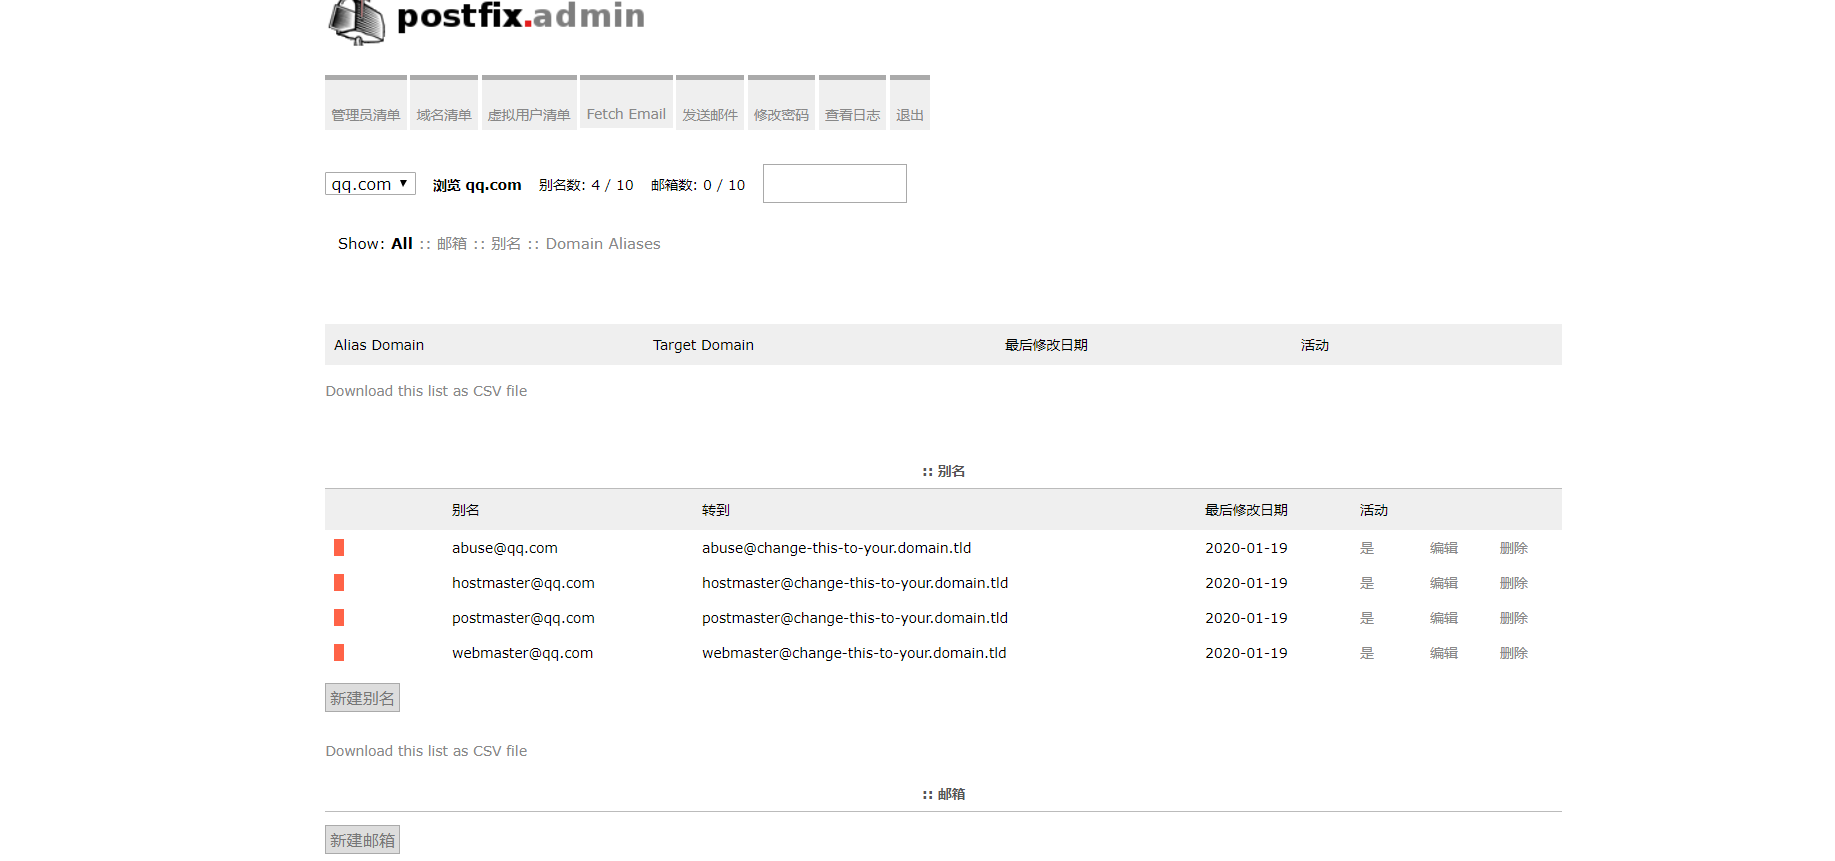 postfix.admin
管理员清单 域名清单 虚拟用户清单 Fetch Email 发送邮件 修改密码 查看日志 退出
qq.com 浏览 qq.com 别名数: 4 / 10 邮箱数: 0 / 10
Show: All :: 邮箱 :: 别名 :: Domain Aliases
Alias Domain Target Domain 最后修改日期 活动
Download this list as CSV file
:: 别名
别名 转到 最后修改日期 活动
abuse@qq.com abuse@change-this-to-your.domain.tld 2020-01-19 是 编辑 删除
hostmaster@qq.com hostmaster@change-this-to-your.domain.tld 2020-01-19 是 编辑 删除
postmaster@qq.com postmaster@change-this-to-your.domain.tld 2020-01-19 是 编辑 删除
webmaster@qq.com webmaster@change-this-to-your.domain.tld 2020-01-19 是 编辑 删除
新建别名
Download this list as CSV file
:: 邮箱
新建邮箱